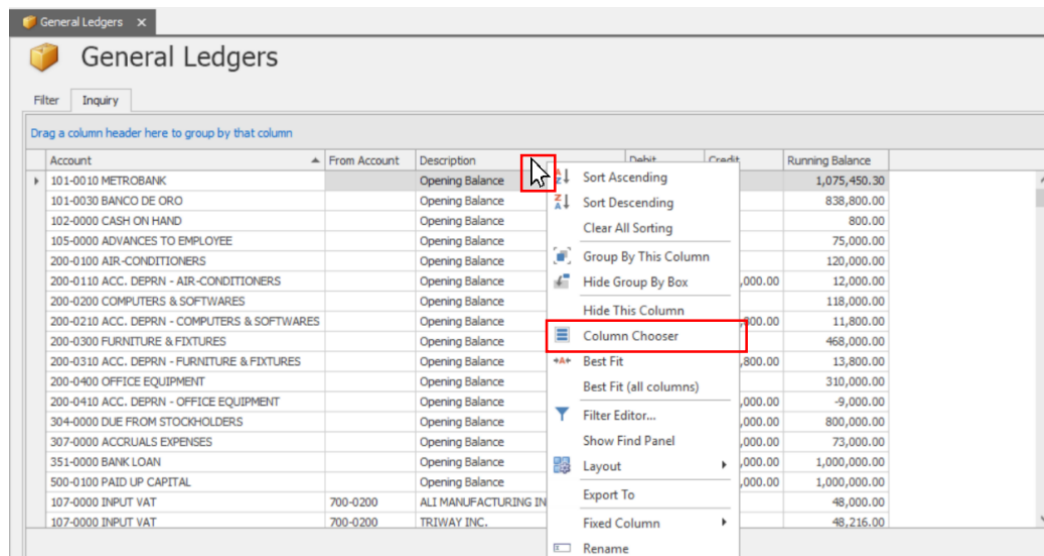 General Ledgers X
General Ledgers
Filter Inquiry
Drag a column header here to group by that column
Account From Account Description Debit Credit Running Balance
101-0010 METROBANK Opening Balance 1,075,450.30
101-0030 BANCO DE ORO Opening Balance 838,800.00
102-0000 CASH ON HAND Opening Balance 800.00
105-0000 ADVANCES TO EMPLOYEE Opening Balance 75,000.00
200-0100 AIR-CONDITIONERS Opening Balance 120,000.00
200-0110 ACC. DEPRN - AIR-CONDITIONERS Opening Balance ,000.00 12,000.00
200-0200 COMPUTERS & SOFTWARES Opening Balance 118,000.00
200-0210 ACC. DEPRN - COMPUTERS & SOFTWARES Opening Balance ,800.00 11,800.00
200-0300 FURNITURE & FIXTURES Opening Balance 468,000.00
200-0310 ACC. DEPRN - FURNITURE & FIXTURES Opening Balance ,800.00 13,800.00
200-0400 OFFICE EQUIPMENT Opening Balance 310,000.00
200-0410 ACC. DEPRN - OFFICE EQUIPMENT Opening Balance ,000.00 -9,000.00
304-0000 DUE FROM STOCKHOLDERS Opening Balance ,000.00 800,000.00
307-0000 ACCRUALS EXPENSES Opening Balance ,000.00 73,000.00
351-0000 BANK LOAN Opening Balance ,000.00 1,000,000.00
500-0100 PAID UP CAPITAL Opening Balance ,000.00 1,000,000.00
107-0000 INPUT VAT 700-0200 ALI MANUFACTURING IN 48,000.00
107-0000 INPUT VAT 700-0200 TRIWAY INC. 48,216.00
Sort Ascending
Sort Descending
Clear All Sorting
Group By This Column
Hide Group By Box
Hide This Column
Column Chooser
Best Fit
Best Fit (all columns)
Filter Editor...
Show Find Panel
Layout
Export To
Fixed Column
Rename